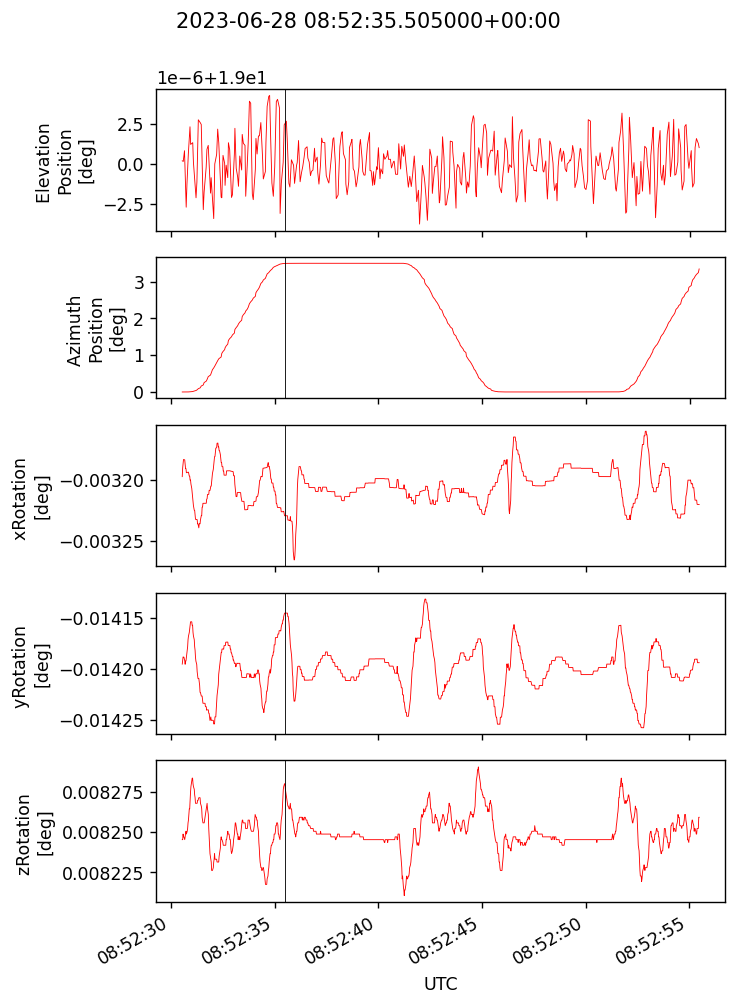 2023-06-28 08:52:35.505000+00:00
1e−6+1.9e1
Elevation
Position
[deg]
2.5
0.0
−2.5
Azimuth
Position
[deg]
3
2
1
0
xRotation
[deg]
−0.00320
−0.00325
yRotation
[deg]
−0.01415
−0.01420
−0.01425
zRotation
[deg]
0.008275
0.008250
0.008225
08:52:30
08:52:35
08:52:40
08:52:45
08:52:50
08:52:55
UTC